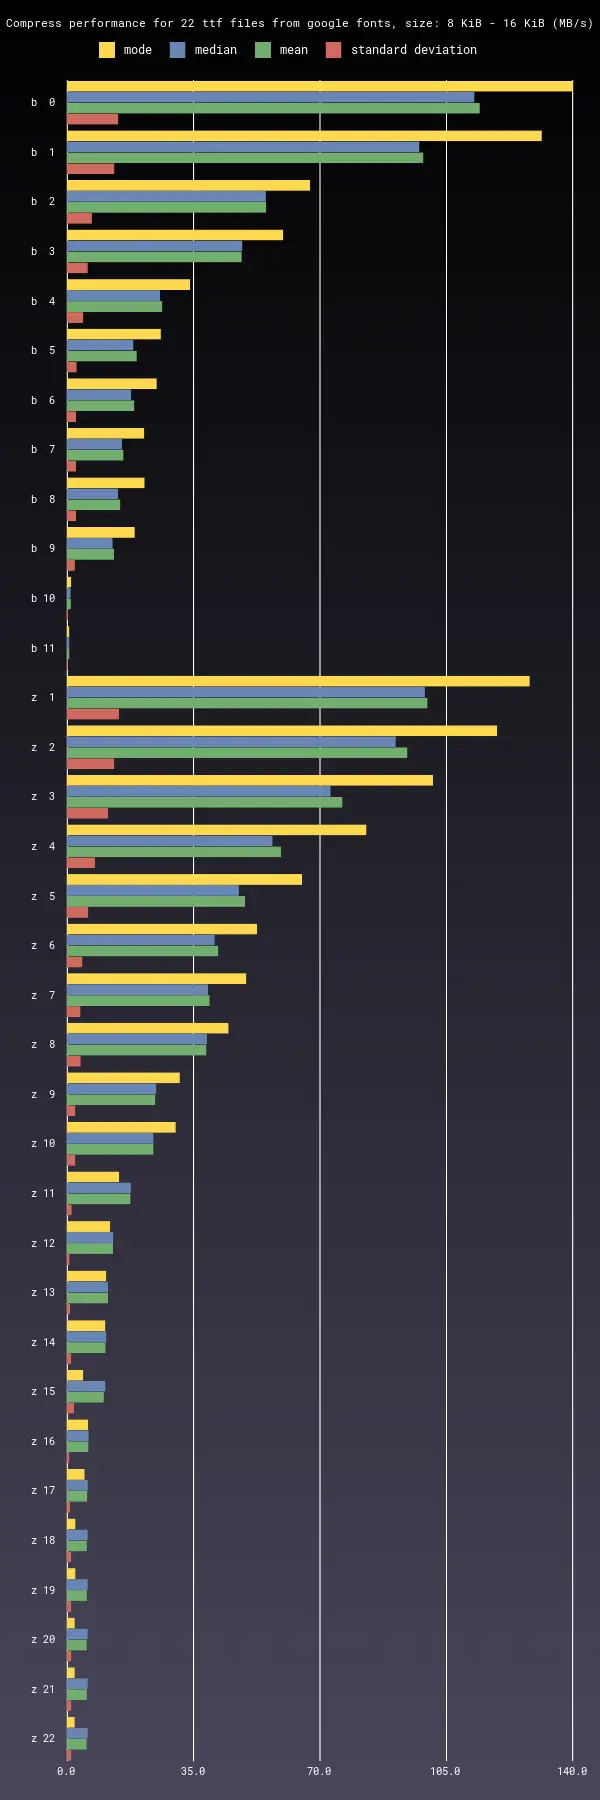 Compress performance for 22 ttf files from google fonts, size: 8 KiB - 16 KiB (MB/s)
mode median mean standard deviation
b 0
b 1
b 2
b 3
b 4
b 5
b 6
b 7
b 8
b 9
b 10
b 11
z 1
z 2
z 3
z 4
z 5
z 6
z 7
z 8
z 9
z 10
z 11
z 12
z 13
z 14
z 15
z 16
z 17
z 18
z 19
z 20
z 21
z 22
0.0 35.0 70.0 105.0 140.0